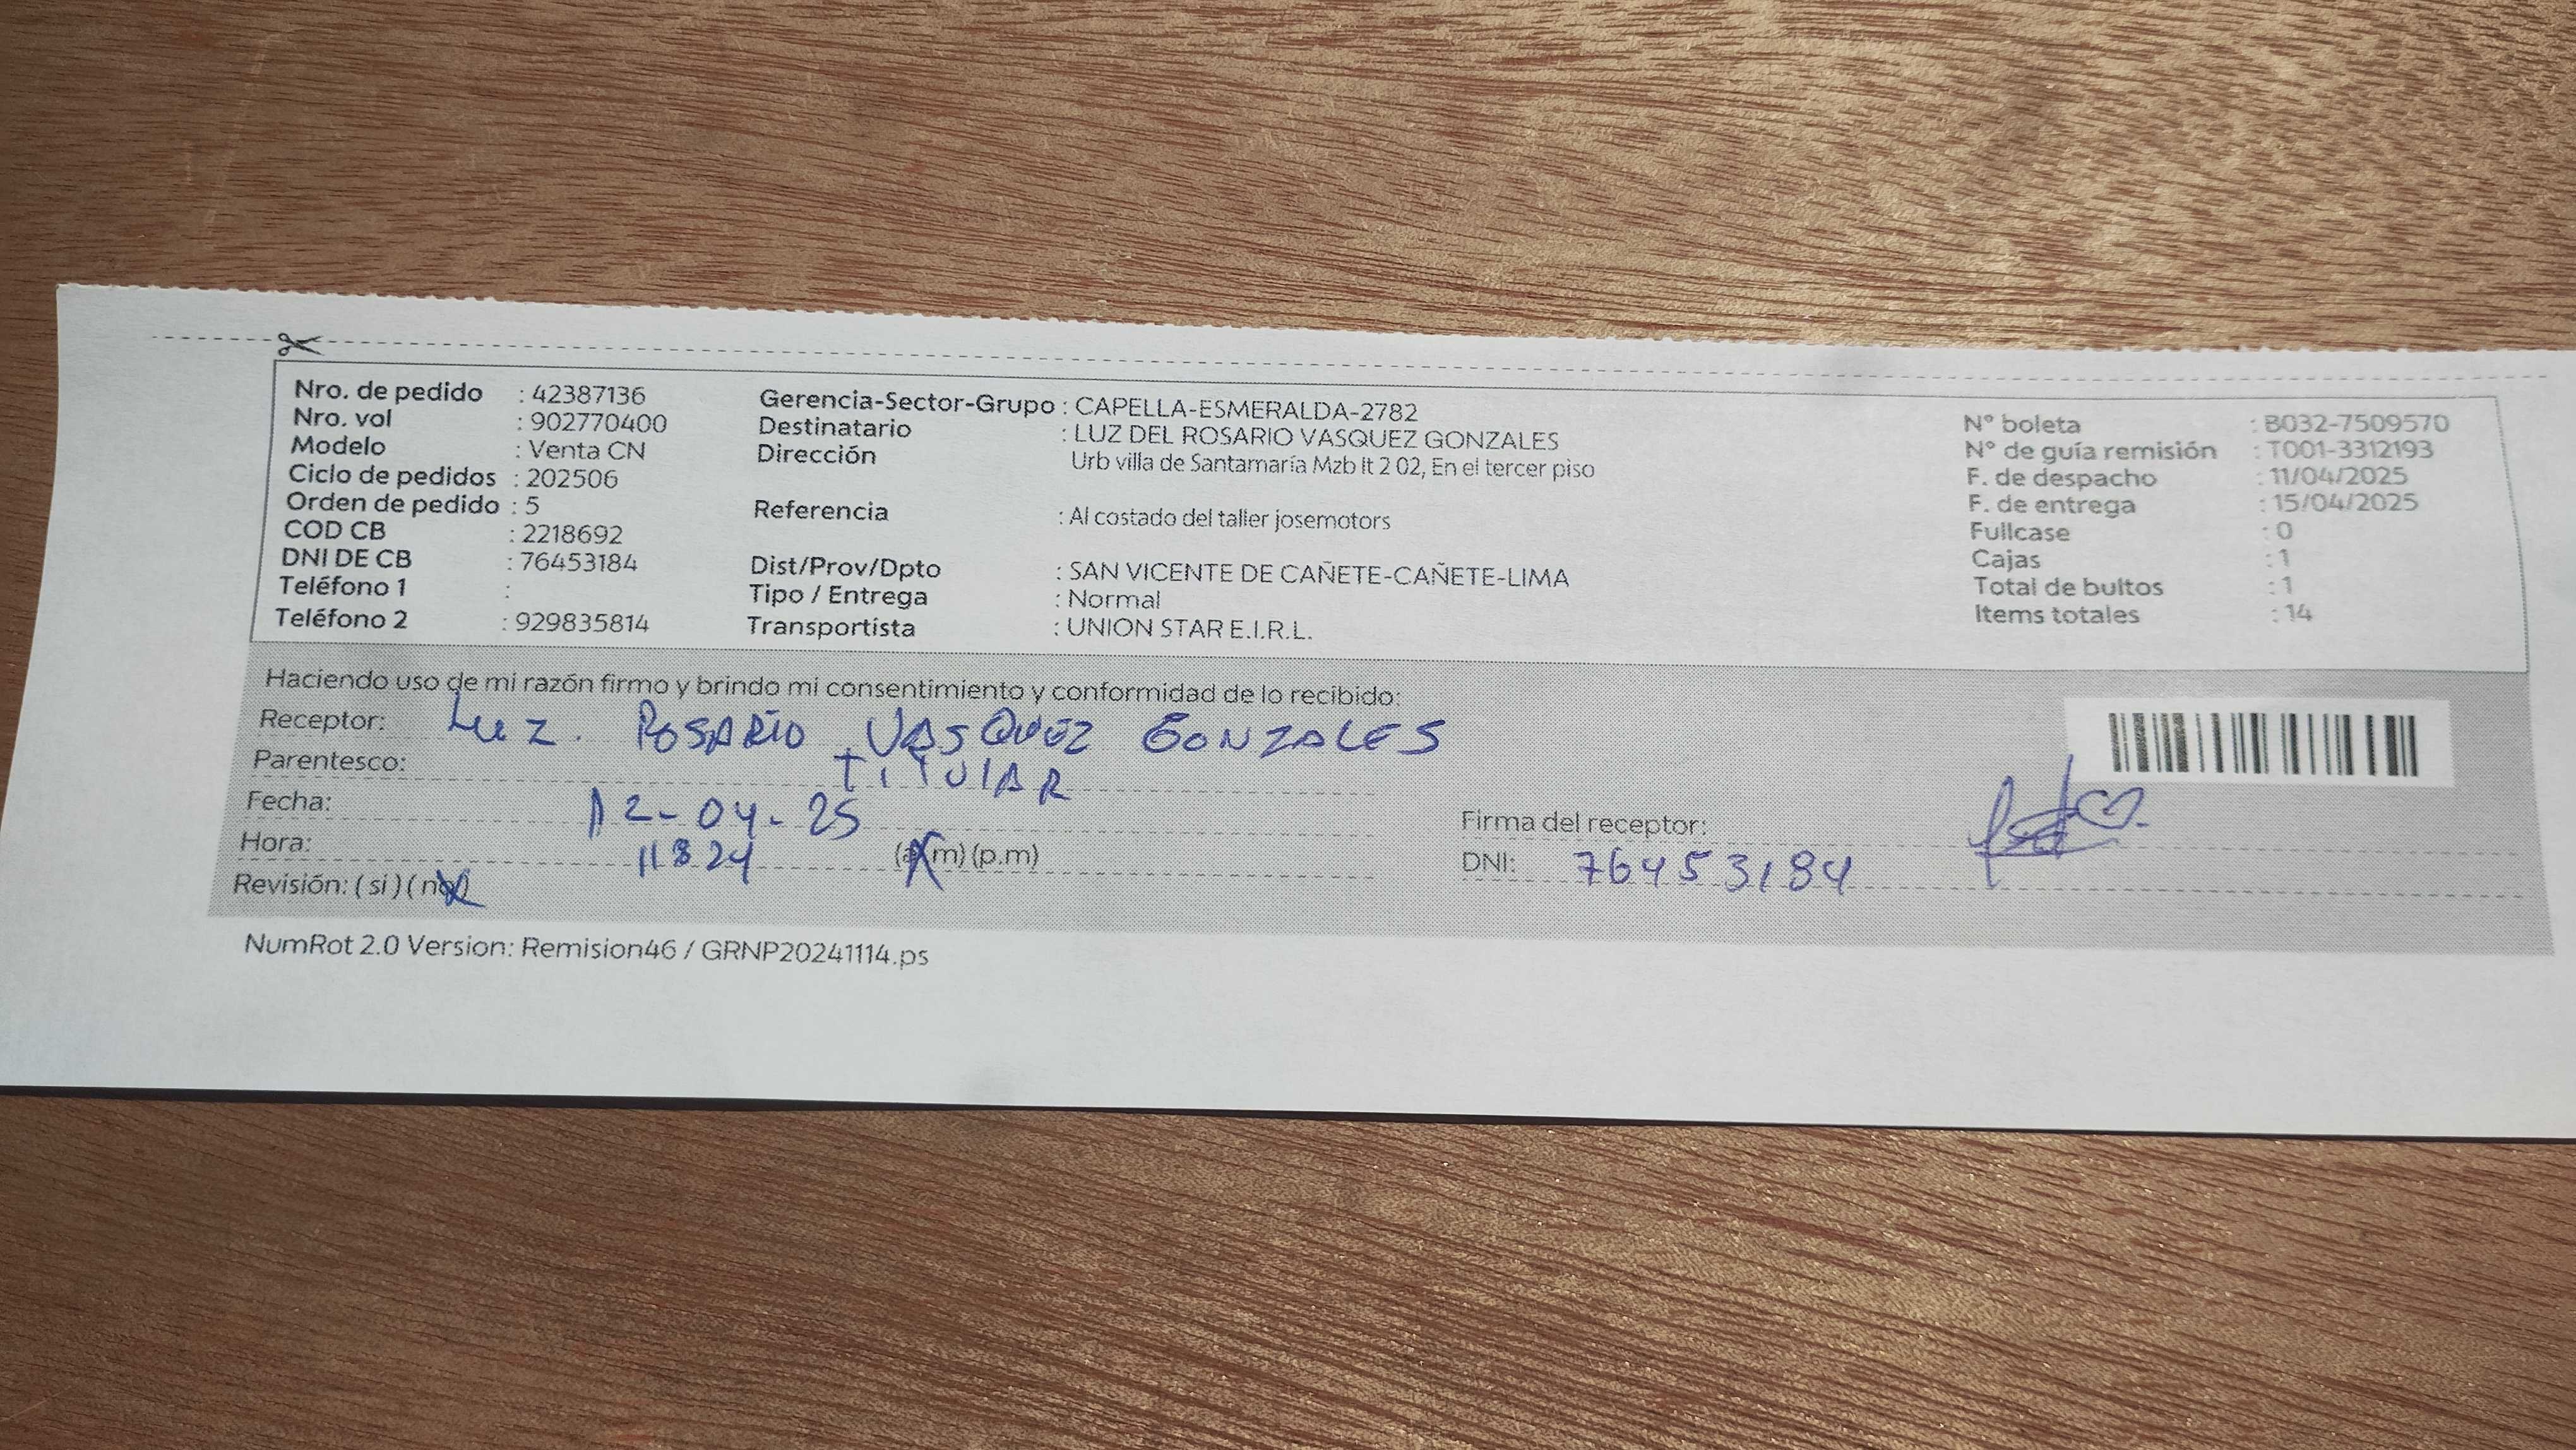 Nro. de pedido : 42387136
Nro. vol : 902770400
Modelo : Venta CN
Ciclo de pedidos : 202506
Orden de pedido : 5
COD CB : 2218692
DNI DE CB : 76453184
Teléfono 1 :
Teléfono 2 : 929835814
Gerencia-Sector-Grupo : CAPELLA-ESMERALDA-2782
Destinatario : LUZ DEL ROSARIO VASQUEZ GONZALES
Dirección Urb villa de Santamaría Mzb lt 2 02, En el tercer piso
Referencia : Al costado del taller josemotors
Dist/Prov/Dpto : SAN VICENTE DE CAÑETE-CAÑETE-LIMA
Tipo / Entrega : Normal
Transportista : UNION STAR E.I.R.L.
N° boleta : B032-7509570
N° de guía remisión : T001-3312193
F. de despacho : 11/04/2025
F. de entrega : 15/04/2025
Fullcase : 0
Cajas : 1
Total de bultos : 1
Items totales : 14
Haciendo uso de mi razón firmo y brindo mi consentimiento y conformidad de lo recibido:
Receptor: Luz. ROSARIO VASQUEZ GONZALES
Parentesco: TITULAR
Fecha: 12-04-25
Hora: 11:24 (a.m) (p.m)
Revisión: (si) (no)
Firma del receptor:
DNI: 76453184
NumRot 2.0 Version: Remision46 / GRNP20241114.ps